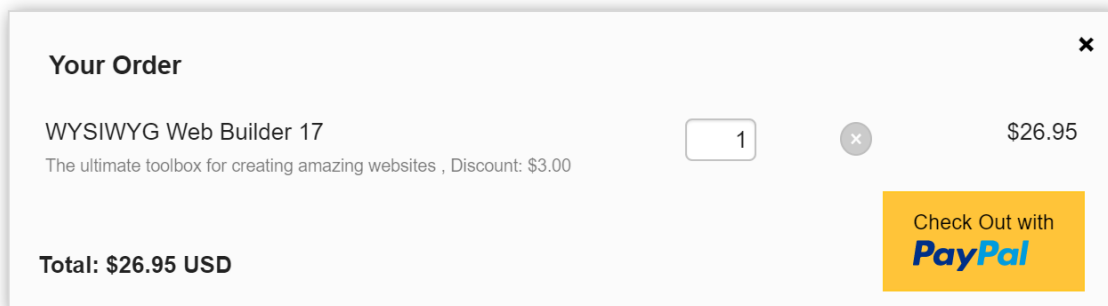 Your Order
WYSIWYG Web Builder 17
1
$26.95
The ultimate toolbox for creating amazing websites , Discount: $3.00
Check Out with
PayPal
Total: $26.95 USD